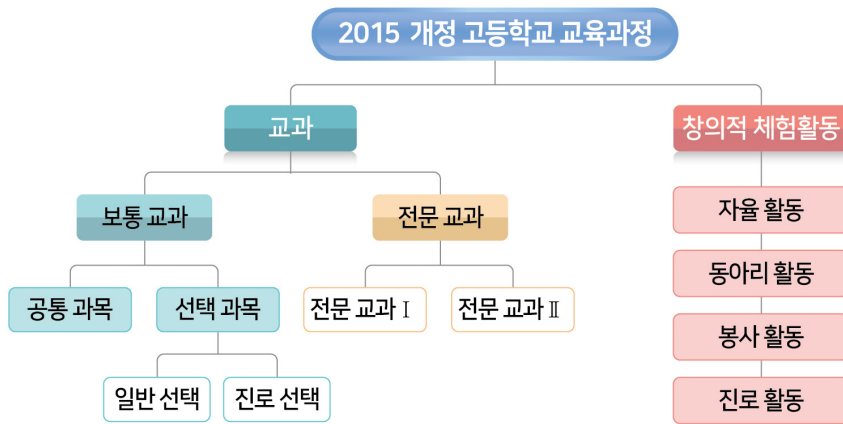 2015 개정 고등학교 교육과정
교과
창의적 체험활동
보통 교과
전문 교과
자율 활동
동아리 활동
공통 과목
선택 과목
전문 교과 Ⅰ
전문 교과 Ⅱ
봉사 활동
일반 선택
진로 선택
진로 활동